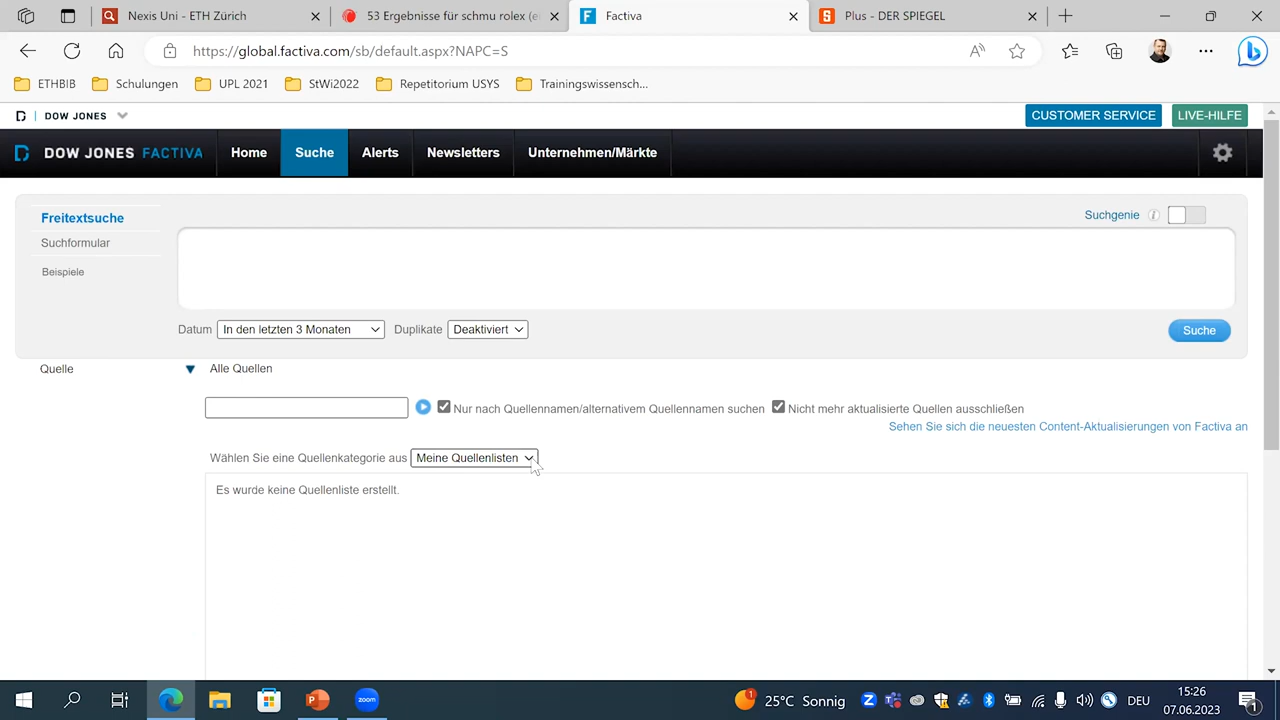 Nexis Uni - ETH Zürich
53 Ergebnisse für schmu rolex (e
Factiva
Plus - DER SPIEGEL
https://global.factiva.com/sb/default.aspx?NAPC=S
ETHBIB
Schulungen
UPL 2021
StWi2022
Repetitorium USYS
Trainingswissensch...
DOW JONES
CUSTOMER SERVICE
LIVE-HILFE
DOW JONES FACTIVA
Home
Suche
Alerts
Newsletters
Unternehmen/Märkte
Freitextsuche
Suchgenie
Suchformular
Beispiele
Datum
In den letzten 3 Monaten
Duplikate
Deaktiviert
Suche
Quelle
Alle Quellen
Nur nach Quellennamen/alternativem Quellennamen suchen
Nicht mehr aktualisierte Quellen ausschließen
Sehen Sie sich die neuesten Content-Aktualisierungen von Factiva an
Wählen Sie eine Quellenkategorie aus
Meine Quellenlisten
Es wurde keine Quellenliste erstellt.
zoom
1
25°C Sonnig
DEU
15:26
07.06.2023
1